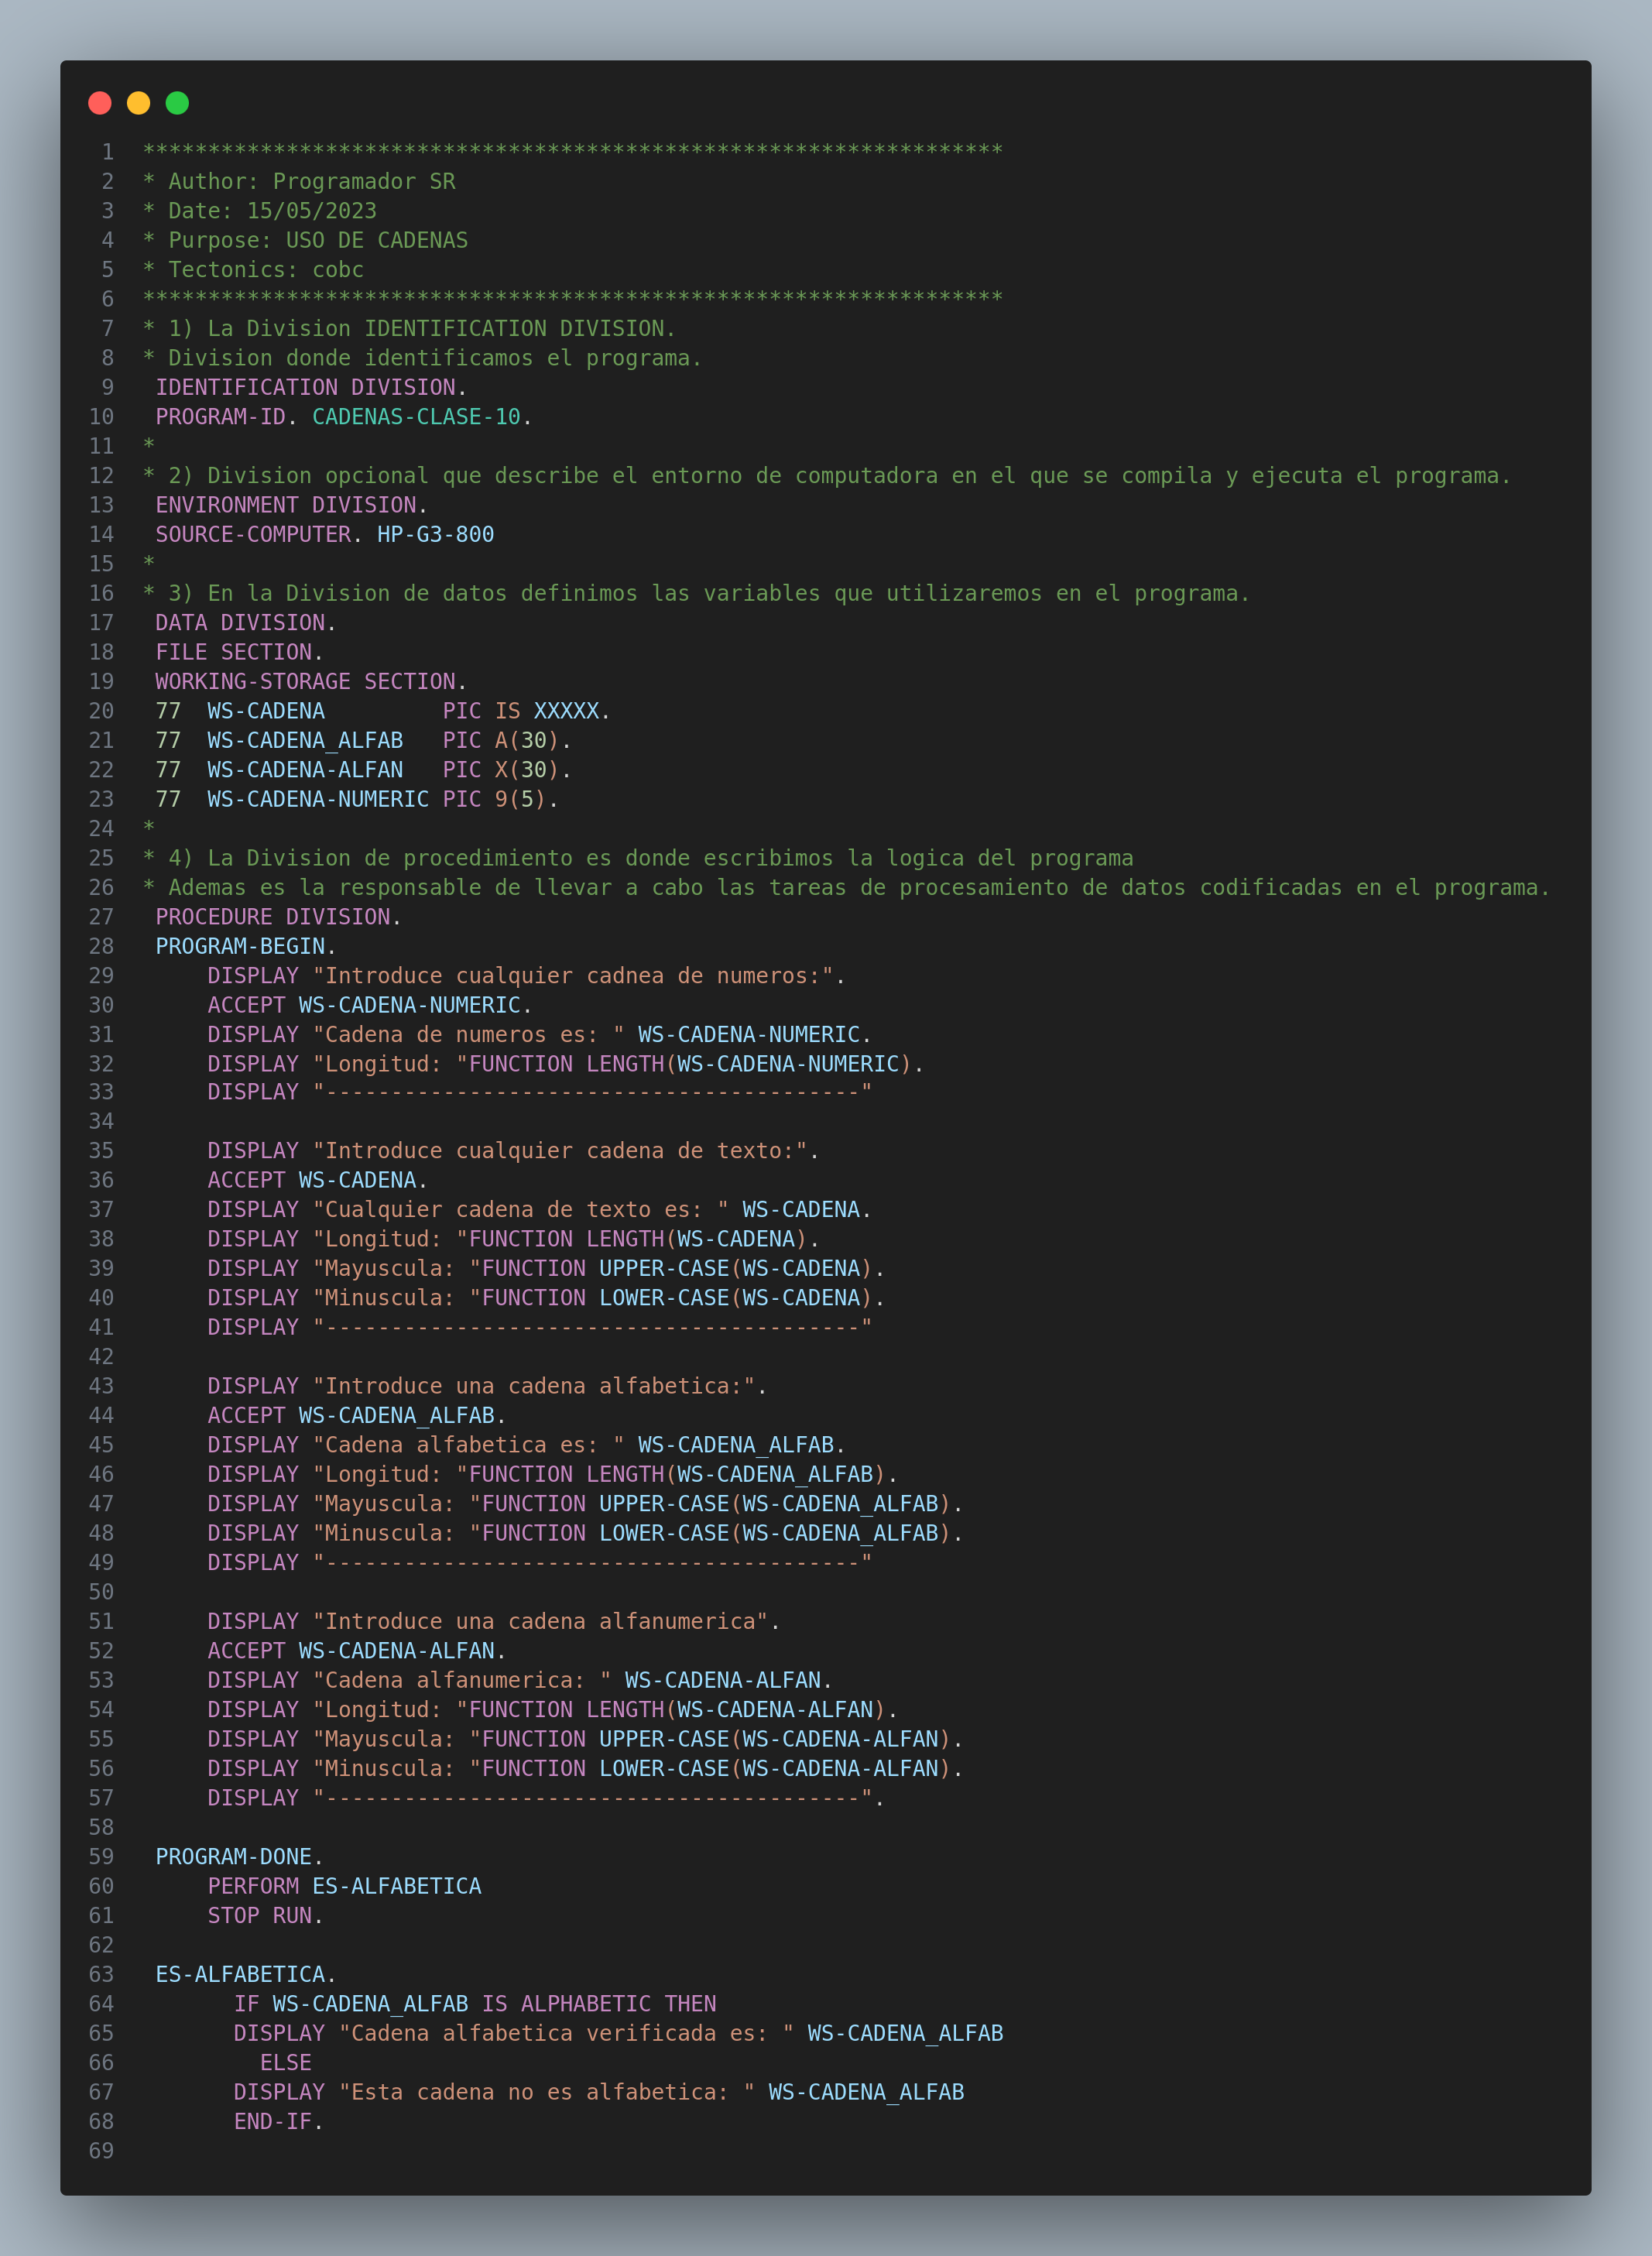 1 ******************************************************************
2 * Author: Programador SR
3 * Date: 15/05/2023
4 * Purpose: USO DE CADENAS
5 * Tectonics: cobc
6 ******************************************************************
7 * 1) La Division IDENTIFICATION DIVISION.
8 * Division donde identificamos el programa.
9  IDENTIFICATION DIVISION.
10  PROGRAM-ID. CADENAS-CLASE-10.
11 *
12 * 2) Division opcional que describe el entorno de computadora en el que se compila y ejecuta el programa.
13  ENVIRONMENT DIVISION.
14  SOURCE-COMPUTER. HP-G3-800
15 *
16 * 3) En la Division de datos definimos las variables que utilizaremos en el programa.
17  DATA DIVISION.
18  FILE SECTION.
19  WORKING-STORAGE SECTION.
20  77  WS-CADENA         PIC IS XXXXX.
21  77  WS-CADENA_ALFAB   PIC A(30).
22  77  WS-CADENA-ALFAN   PIC X(30).
23  77  WS-CADENA-NUMERIC PIC 9(5).
24 *
25 * 4) La Division de procedimiento es donde escribimos la logica del programa
26 * Ademas es la responsable de llevar a cabo las tareas de procesamiento de datos codificadas en el programa.
27  PROCEDURE DIVISION.
28  PROGRAM-BEGIN.
29      DISPLAY "Introduce cualquier cadnea de numeros:".
30      ACCEPT WS-CADENA-NUMERIC.
31      DISPLAY "Cadena de numeros es: " WS-CADENA-NUMERIC.
32      DISPLAY "Longitud: "FUNCTION LENGTH(WS-CADENA-NUMERIC).
33      DISPLAY "-----------------------------------------"
34
35      DISPLAY "Introduce cualquier cadena de texto:".
36      ACCEPT WS-CADENA.
37      DISPLAY "Cualquier cadena de texto es: " WS-CADENA.
38      DISPLAY "Longitud: "FUNCTION LENGTH(WS-CADENA).
39      DISPLAY "Mayuscula: "FUNCTION UPPER-CASE(WS-CADENA).
40      DISPLAY "Minuscula: "FUNCTION LOWER-CASE(WS-CADENA).
41      DISPLAY "-----------------------------------------"
42
43      DISPLAY "Introduce una cadena alfabetica:".
44      ACCEPT WS-CADENA_ALFAB.
45      DISPLAY "Cadena alfabetica es: " WS-CADENA_ALFAB.
46      DISPLAY "Longitud: "FUNCTION LENGTH(WS-CADENA_ALFAB).
47      DISPLAY "Mayuscula: "FUNCTION UPPER-CASE(WS-CADENA_ALFAB).
48      DISPLAY "Minuscula: "FUNCTION LOWER-CASE(WS-CADENA_ALFAB).
49      DISPLAY "-----------------------------------------"
50
51      DISPLAY "Introduce una cadena alfanumerica".
52      ACCEPT WS-CADENA-ALFAN.
53      DISPLAY "Cadena alfanumerica: " WS-CADENA-ALFAN.
54      DISPLAY "Longitud: "FUNCTION LENGTH(WS-CADENA-ALFAN).
55      DISPLAY "Mayuscula: "FUNCTION UPPER-CASE(WS-CADENA-ALFAN).
56      DISPLAY "Minuscula: "FUNCTION LOWER-CASE(WS-CADENA-ALFAN).
57      DISPLAY "-----------------------------------------".
58
59  PROGRAM-DONE.
60      PERFORM ES-ALFABETICA
61      STOP RUN.
62
63  ES-ALFABETICA.
64        IF WS-CADENA_ALFAB IS ALPHABETIC THEN
65        DISPLAY "Cadena alfabetica verificada es: " WS-CADENA_ALFAB
66          ELSE
67        DISPLAY "Esta cadena no es alfabetica: " WS-CADENA_ALFAB
68        END-IF.
69